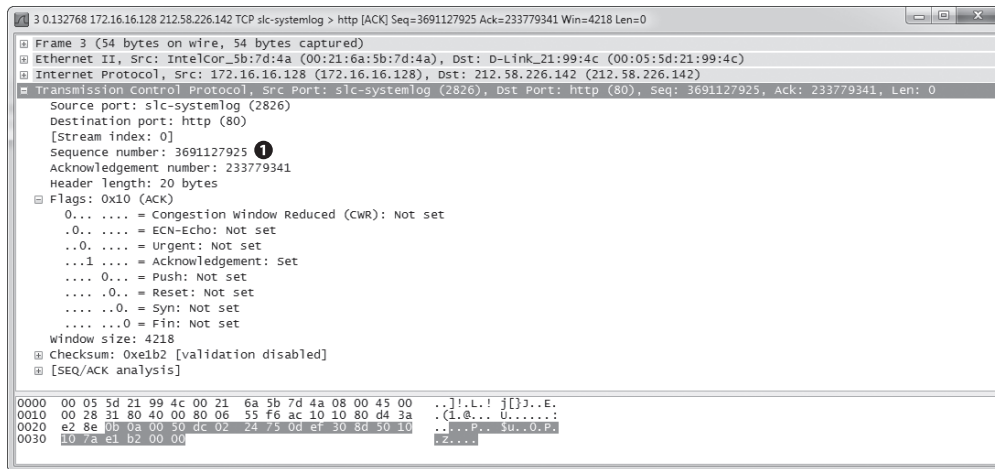 3 0.132768 172.16.16.128 212.58.226.142 TCP slc-systemlog > http [ACK] Seq=3691127925 Ack=233779341 Win=4218 Len=0
Frame 3 (54 bytes on wire, 54 bytes captured)
Ethernet II, Src: IntelCor_5b:7d:4a (00:21:6a:5b:7d:4a), Dst: D-Link_21:99:4c (00:05:5d:21:99:4c)
Internet Protocol, Src: 172.16.16.128 (172.16.16.128), Dst: 212.58.226.142 (212.58.226.142)
Transmission Control Protocol, Src Port: slc-systemlog (2826), Dst Port: http (80), Seq: 3691127925, Ack: 233779341, Len: 0
Source port: slc-systemlog (2826)
Destination port: http (80)
[Stream index: 0]
Sequence number: 3691127925 1
Acknowledgement number: 233779341
Header length: 20 bytes
Flags: 0x10 (ACK)
0... .... = Congestion Window Reduced (CWR): Not set
.0.. .... = ECN-Echo: Not set
..0. .... = Urgent: Not set
...1 .... = Acknowledgement: Set
.... 0... = Push: Not set
.... .0.. = Reset: Not set
.... ..0. = Syn: Not set
.... ...0 = Fin: Not set
Window size: 4218
Checksum: 0xe1b2 [validation disabled]
[SEQ/ACK analysis]
0000 00 05 5d 21 99 4c 00 21 6a 5b 7d 4a 08 00 45 00 ..]!.L.! j[}J..E.
0010 00 28 31 80 40 00 80 06 55 f6 ac 10 10 80 d4 3a .(1.@... U......:
0020 e2 8e 0b 0a 00 50 dc 02 24 75 0d ef 30 8d 50 10 .....P.. $u..0.P.
0030 10 7a e1 b2 00 00 .z....